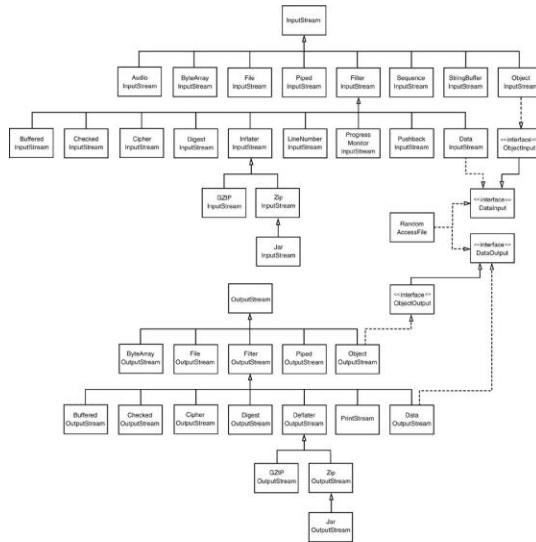 InputStream
Audio
InputStream
ByteArray
InputStream
File
InputStream
Piped
InputStream
Filter
InputStream
Sequence
InputStream
StringBuffer
InputStream
Object
InputStream
Buffered
InputStream
Checked
InputStream
Cipher
InputStream
Digest
InputStream
Inflater
InputStream
LineNumber
InputStream
Progress
Monitor
InputStream
Pushback
InputStream
Data
InputStream
<<interface>>
ObjectInput
GZIP
InputStream
Zip
InputStream
<<interface>>
DataInput
Random
AccessFile
Jar
InputStream
<<interface>>
DataOutput
OutputStream
<<interface>>
ObjectOutput
ByteArray
OutputStream
File
OutputStream
Filter
OutputStream
Piped
OutputStream
Object
OutputStream
Buffered
OutputStream
Checked
OutputStream
Cipher
OutputStream
Digest
OutputStream
Deflater
OutputStream
PrintStream
Data
OutputStream
GZIP
OutputStream
Zip
OutputStream
Jar
OutputStream